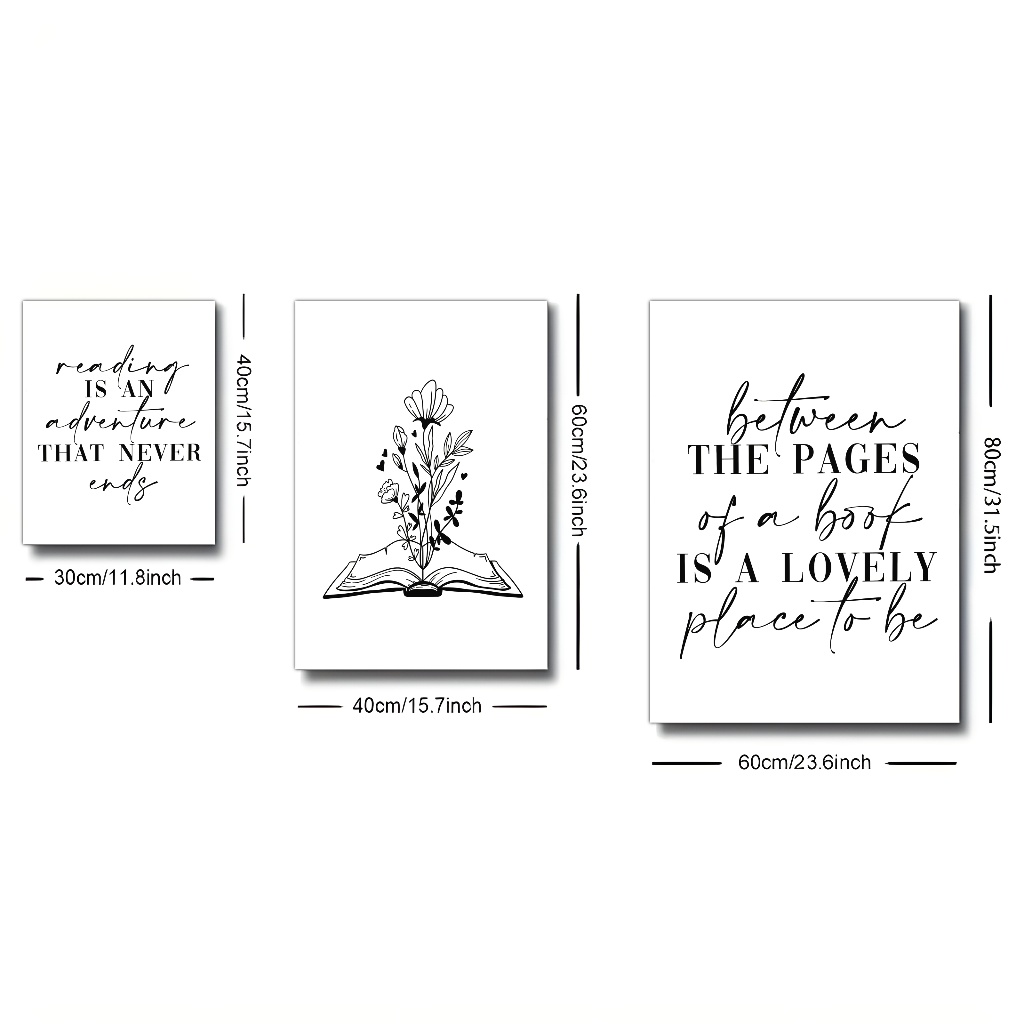 reading
IS AN
adventure
THAT NEVER
ends
40cm/15.7inch
30cm/11.8inch
60cm/23.6inch
40cm/15.7inch
between
THE PAGES
of a book
IS A LOVELY
place to be
80cm/31.5inch
60cm/23.6inch